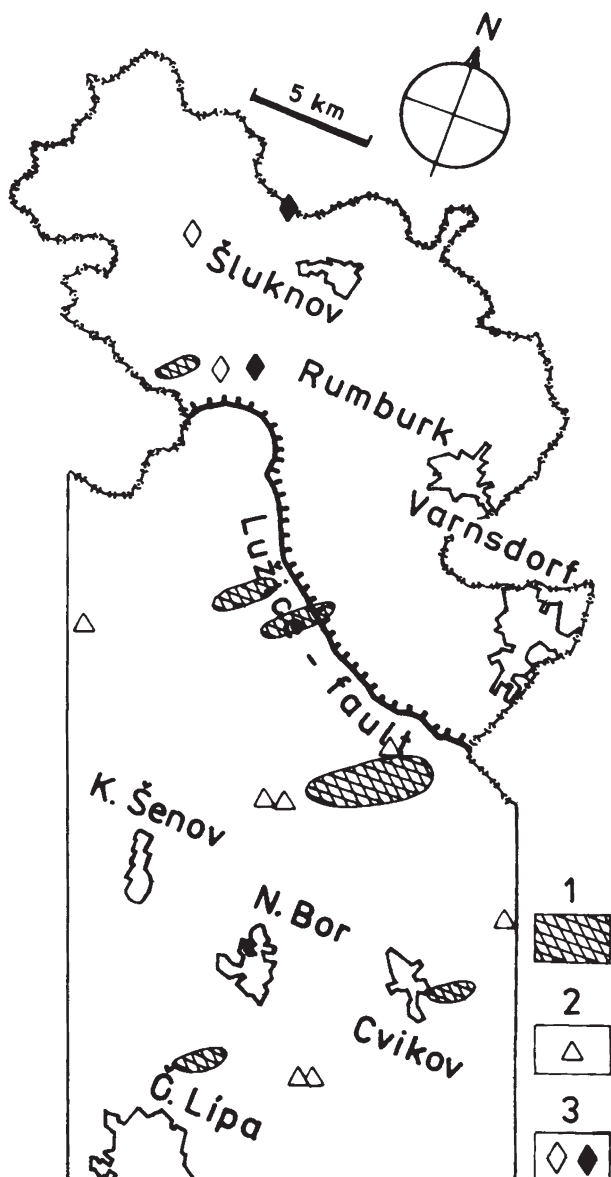 N
5 km
Šluknov
Rumburk
Varnsdorf
Lužice - fault
K. Šenov
N. Bor
Cvikov
Č. Lípa
1
2
3